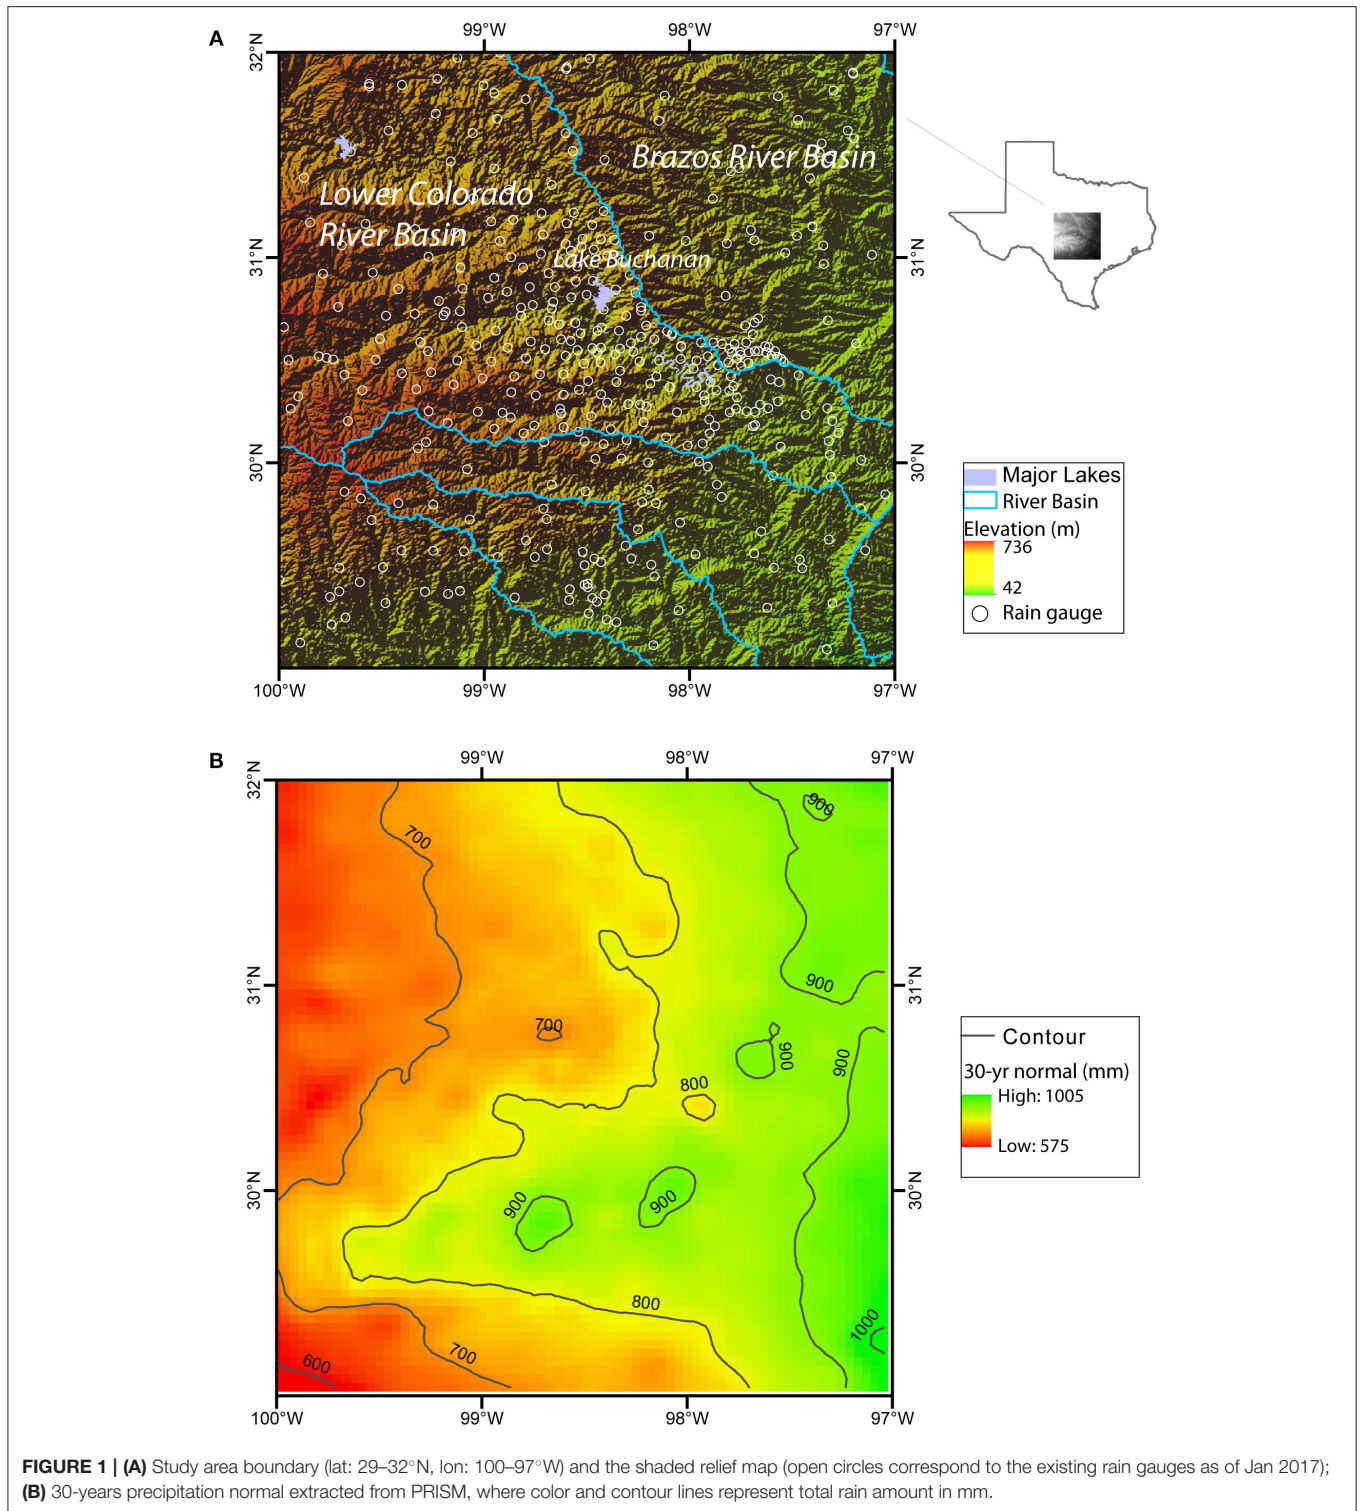 A
99°W
98°W
97°W
32°N
Brazos River Basin
Lower Colorado
River Basin
Lake Buchanan
31°N
31°N
30°N
30°N
Major Lakes
River Basin
Elevation (m)
736
42
Rain gauge
100°W
99°W
98°W
97°W
B
99°W
98°W
97°W
32°N
900
700
31°N
31°N
900
700
900
900
800
Contour
30-yr normal (mm)
High: 1005
Low: 575
30°N
30°N
900
900
800
1000
700
600
100°W
99°W
98°W
97°W
FIGURE 1 | (A) Study area boundary (lat: 29–32°N, lon: 100–97°W) and the shaded relief map (open circles correspond to the existing rain gauges as of Jan 2017);
(B) 30-years precipitation normal extracted from PRISM, where color and contour lines represent total rain amount in mm.